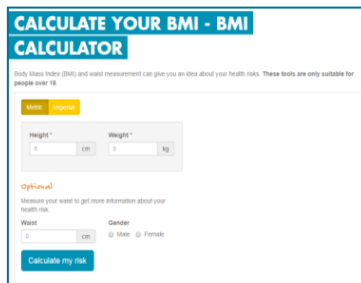 CALCULATE YOUR BMI - BMI
CALCULATOR
Body Mass Index (BMI) and waist measurement can give you an idea about your health risks. These tools are only suitable for
people over 18.
Metric Imperial
Height * Weight *
0 cm 0 kg
Optional
Measure your waist to get more information about your
health risk.
Waist Gender
0 cm Male Female
Calculate my risk